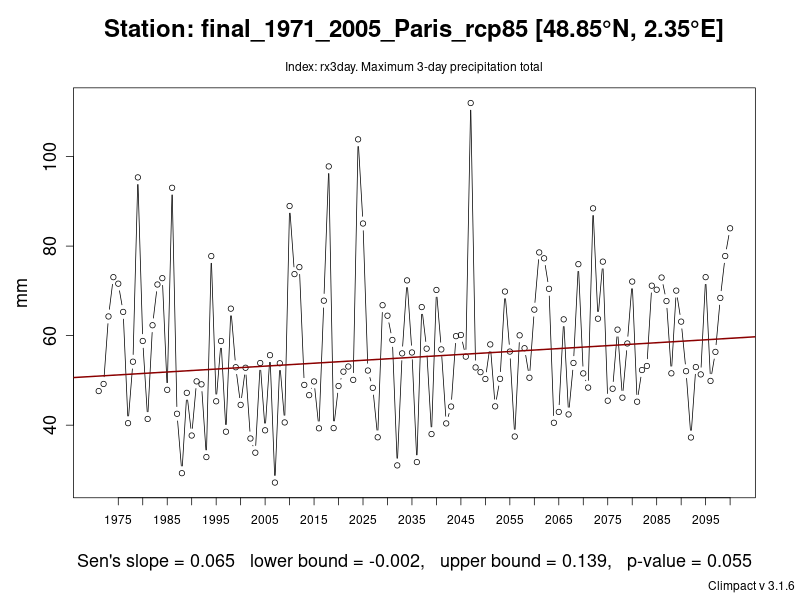 Station: final_1971_2005_Paris_rcp85 [48.85°N, 2.35°E]
Index: rx3day. Maximum 3-day precipitation total
100
80
60
40
mm
1975 1985 1995 2005 2015 2025 2035 2045 2055 2065 2075 2085 2095
Sen's slope = 0.065 lower bound = -0.002, upper bound = 0.139, p-value = 0.055
Climpact v 3.1.6